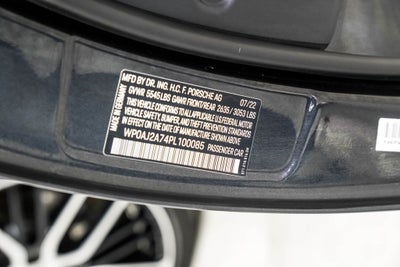 MFD. BY DR. ING. H.C. F. PORSCHE AG 07/22
GVWR 5545 LBS GAWR FRONT/REAR 2635 / 3053 LBS
THIS VEHICLE CONFORMS TO ALL APPLICABLE U.S. FEDERAL MOTOR
VEHICLE SAFETY, BUMPER, AND THEFT PREVENTION STANDARDS
IN EFFECT ON THE DATE OF MANUFACTURE SHOWN ABOVE.
WP0AJ2A74PL100085 PASSENGER CAR
MADE IN GERMANY